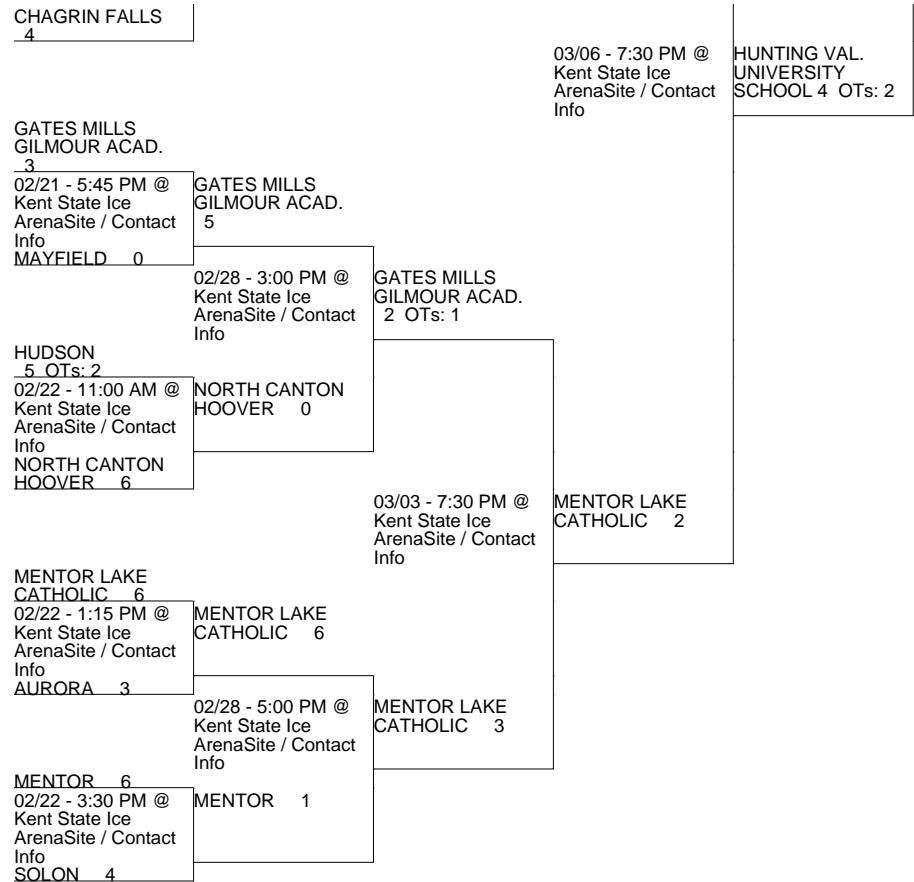 CHAGRIN FALLS
4
03/06 - 7:30 PM @
Kent State Ice
ArenaSite / Contact
Info
HUNTING VAL.
UNIVERSITY
SCHOOL 4 OTs: 2
GATES MILLS
GILMOUR ACAD.
3
02/21 - 5:45 PM @
Kent State Ice
ArenaSite / Contact
Info
MAYFIELD 0
GATES MILLS
GILMOUR ACAD.
5
02/28 - 3:00 PM @
Kent State Ice
ArenaSite / Contact
Info
GATES MILLS
GILMOUR ACAD.
2 OTs: 1
HUDSON
5 OTs: 2
02/22 - 11:00 AM @
Kent State Ice
ArenaSite / Contact
Info
NORTH CANTON
HOOVER 6
NORTH CANTON
HOOVER 0
03/03 - 7:30 PM @
Kent State Ice
ArenaSite / Contact
Info
MENTOR LAKE
CATHOLIC 2
MENTOR LAKE
CATHOLIC 6
02/22 - 1:15 PM @
Kent State Ice
ArenaSite / Contact
Info
AURORA 3
MENTOR LAKE
CATHOLIC 6
02/28 - 5:00 PM @
Kent State Ice
ArenaSite / Contact
Info
MENTOR LAKE
CATHOLIC 3
MENTOR 6
02/22 - 3:30 PM @
Kent State Ice
ArenaSite / Contact
Info
SOLON 4
MENTOR 1